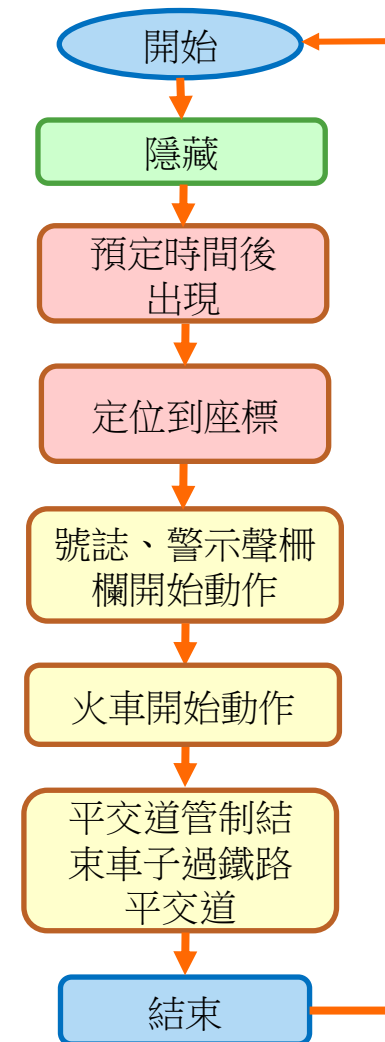 開始
隱藏
預定時間後
出現
定位到座標
號誌、警示聲柵
欄開始動作
火車開始動作
平交道管制結
束車子過鐵路
平交道
結束